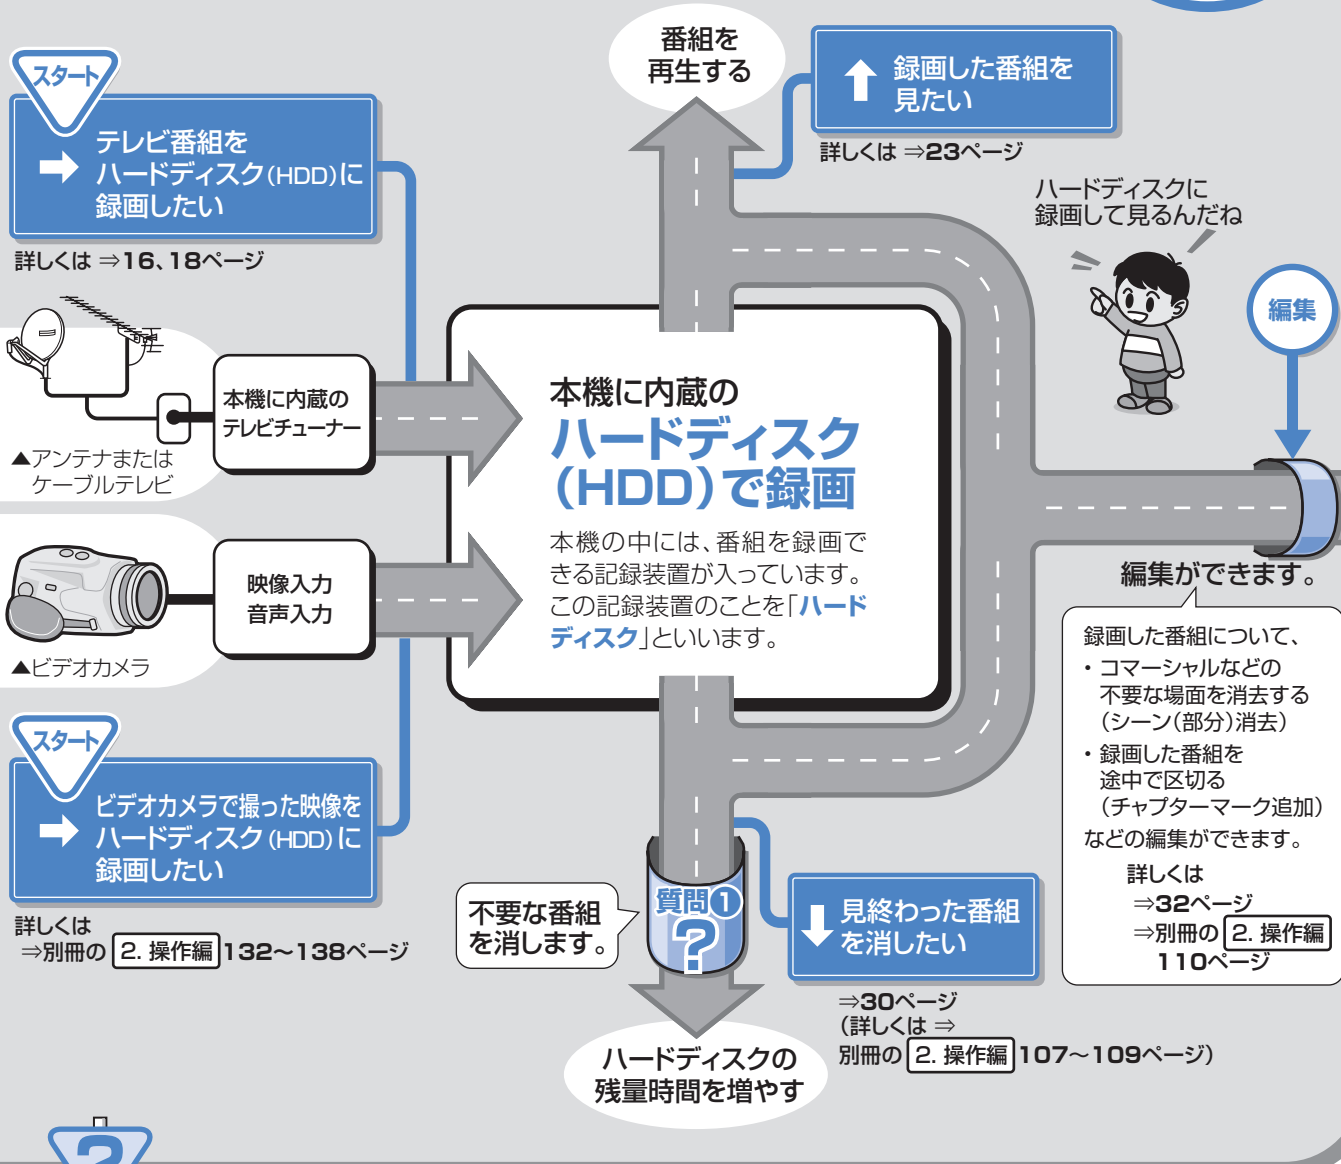 スタート
テレビ番組を
ハードディスク(HDD)に
録画したい
詳しくは ⇒16、18ページ
▲アンテナまたは
ケーブルテレビ
本機に内蔵の
テレビチューナー
▲ビデオカメラ
映像入力
音声入力
スタート
ビデオカメラで撮った映像を
ハードディスク(HDD)に
録画したい
詳しくは
⇒別冊の 2. 操作編 132〜138ページ
番組を
再生する
録画した番組を
見たい
詳しくは ⇒23ページ
ハードディスクに
録画して見るんだね
本機に内蔵の
ハードディスク
(HDD)で録画
本機の中には、番組を録画で
きる記録装置が入っています。
この記録装置のことを「ハード
ディスク」といいます。
編集
編集ができます。
録画した番組について、
・コマーシャルなどの
不要な場面を消去する
(シーン(部分)消去)
・録画した番組を
途中で区切る
(チャプターマーク追加)
などの編集ができます。
詳しくは
⇒32ページ
⇒別冊の 2. 操作編
110ページ
不要な番組
を消します。
質問①
?
見終わった番組
を消したい
⇒30ページ
(詳しくは ⇒
別冊の 2. 操作編 107〜109ページ)
ハードディスクの
残量時間を増やす